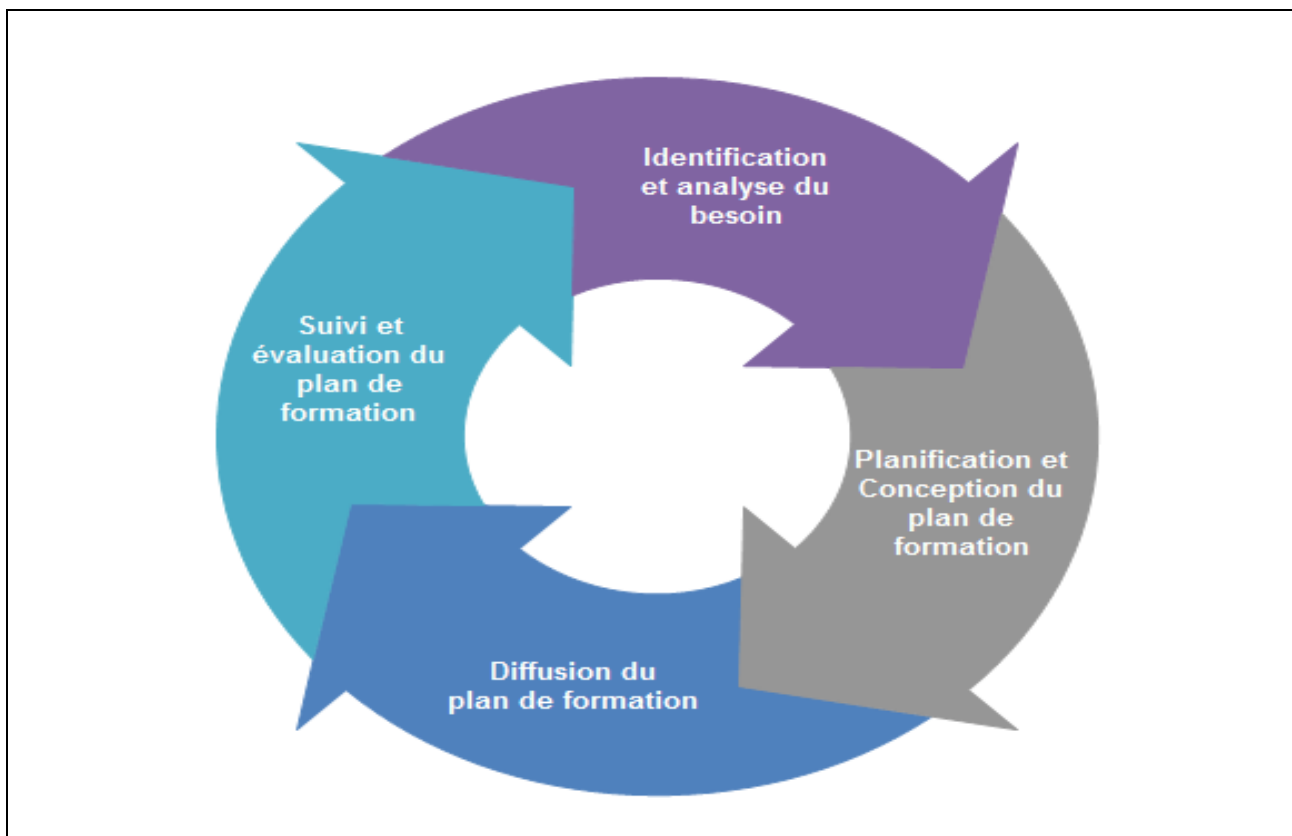 Identification
et analyse du
besoin
Planification et
Conception du
plan de
formation
Diffusion du
plan de formation
Suivi et
évaluation du
plan de
formation